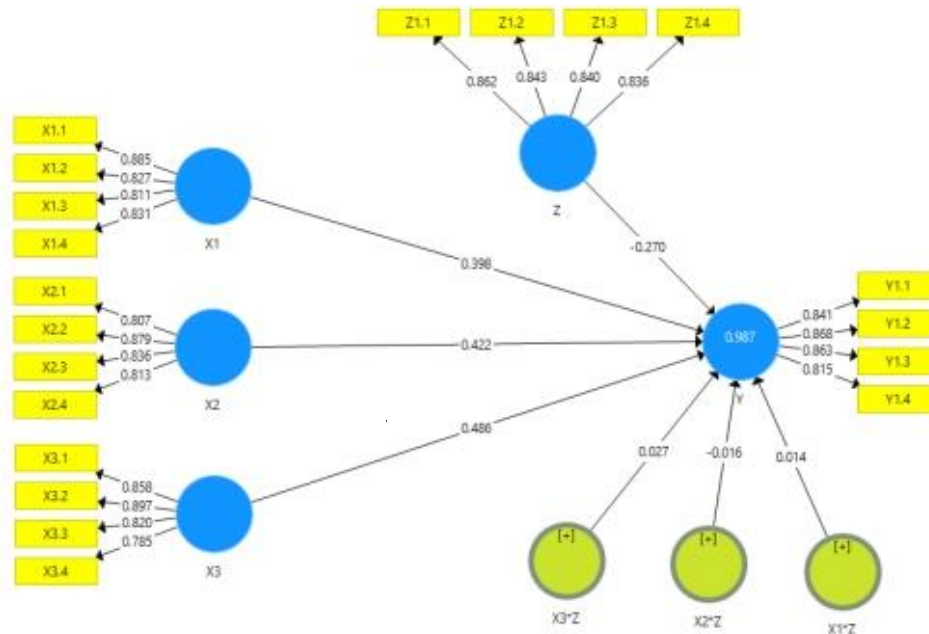 Z1.1 Z1.2 Z1.3 Z1.4
0.862 0.843 0.840 0.836
Z
X1.1
X1.2
X1.3
X1.4
0.885
0.827
0.811
0.831
X1
-0.270
0.398
X2.1
X2.2
X2.3
X2.4
0.807
0.879
0.836
0.813
X2
0.422
0.987
Y
0.841
0.868
0.863
0.815
Y1.1
Y1.2
Y1.3
Y1.4
X3.1
X3.2
X3.3
X3.4
0.858
0.897
0.820
0.785
X3
0.486
0.027 -0.016 0.014
[+] [+] [+]
X3*Z X2*Z X1*Z